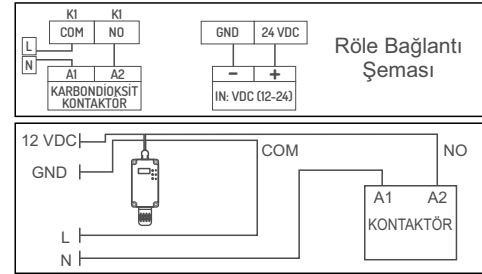 K1 K1
COM NO
L
N
A1 A2
KARBONDİOKSİT
KONTAKTÖR
GND 24 VDC
- +
IN: VDC (12-24)
Röle Bağlantı
Şeması
12 VDC
COM NO
GND
A1 A2
KONTAKTÖR
L
N